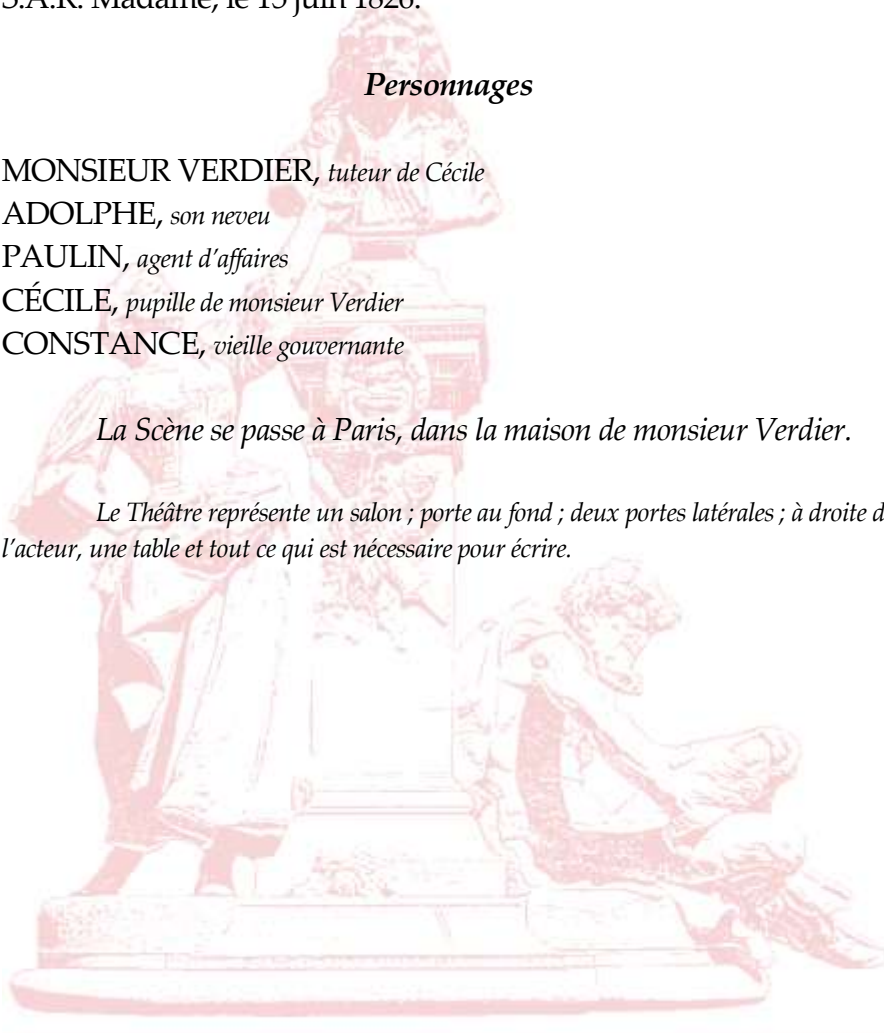 S.A.R. Madame, le 15 juin 1826.
Personnages
MONSIEUR VERDIER, tuteur de Cécile
ADOLPHE, son neveu
PAULIN, agent d’affaires
CÉCILE, pupille de monsieur Verdier
CONSTANCE, vieille gouvernante
La Scène se passe à Paris, dans la maison de monsieur Verdier.
Le Théâtre représente un salon ; porte au fond ; deux portes latérales ; à droite d
l’acteur, une table et tout ce qui est nécessaire pour écrire.